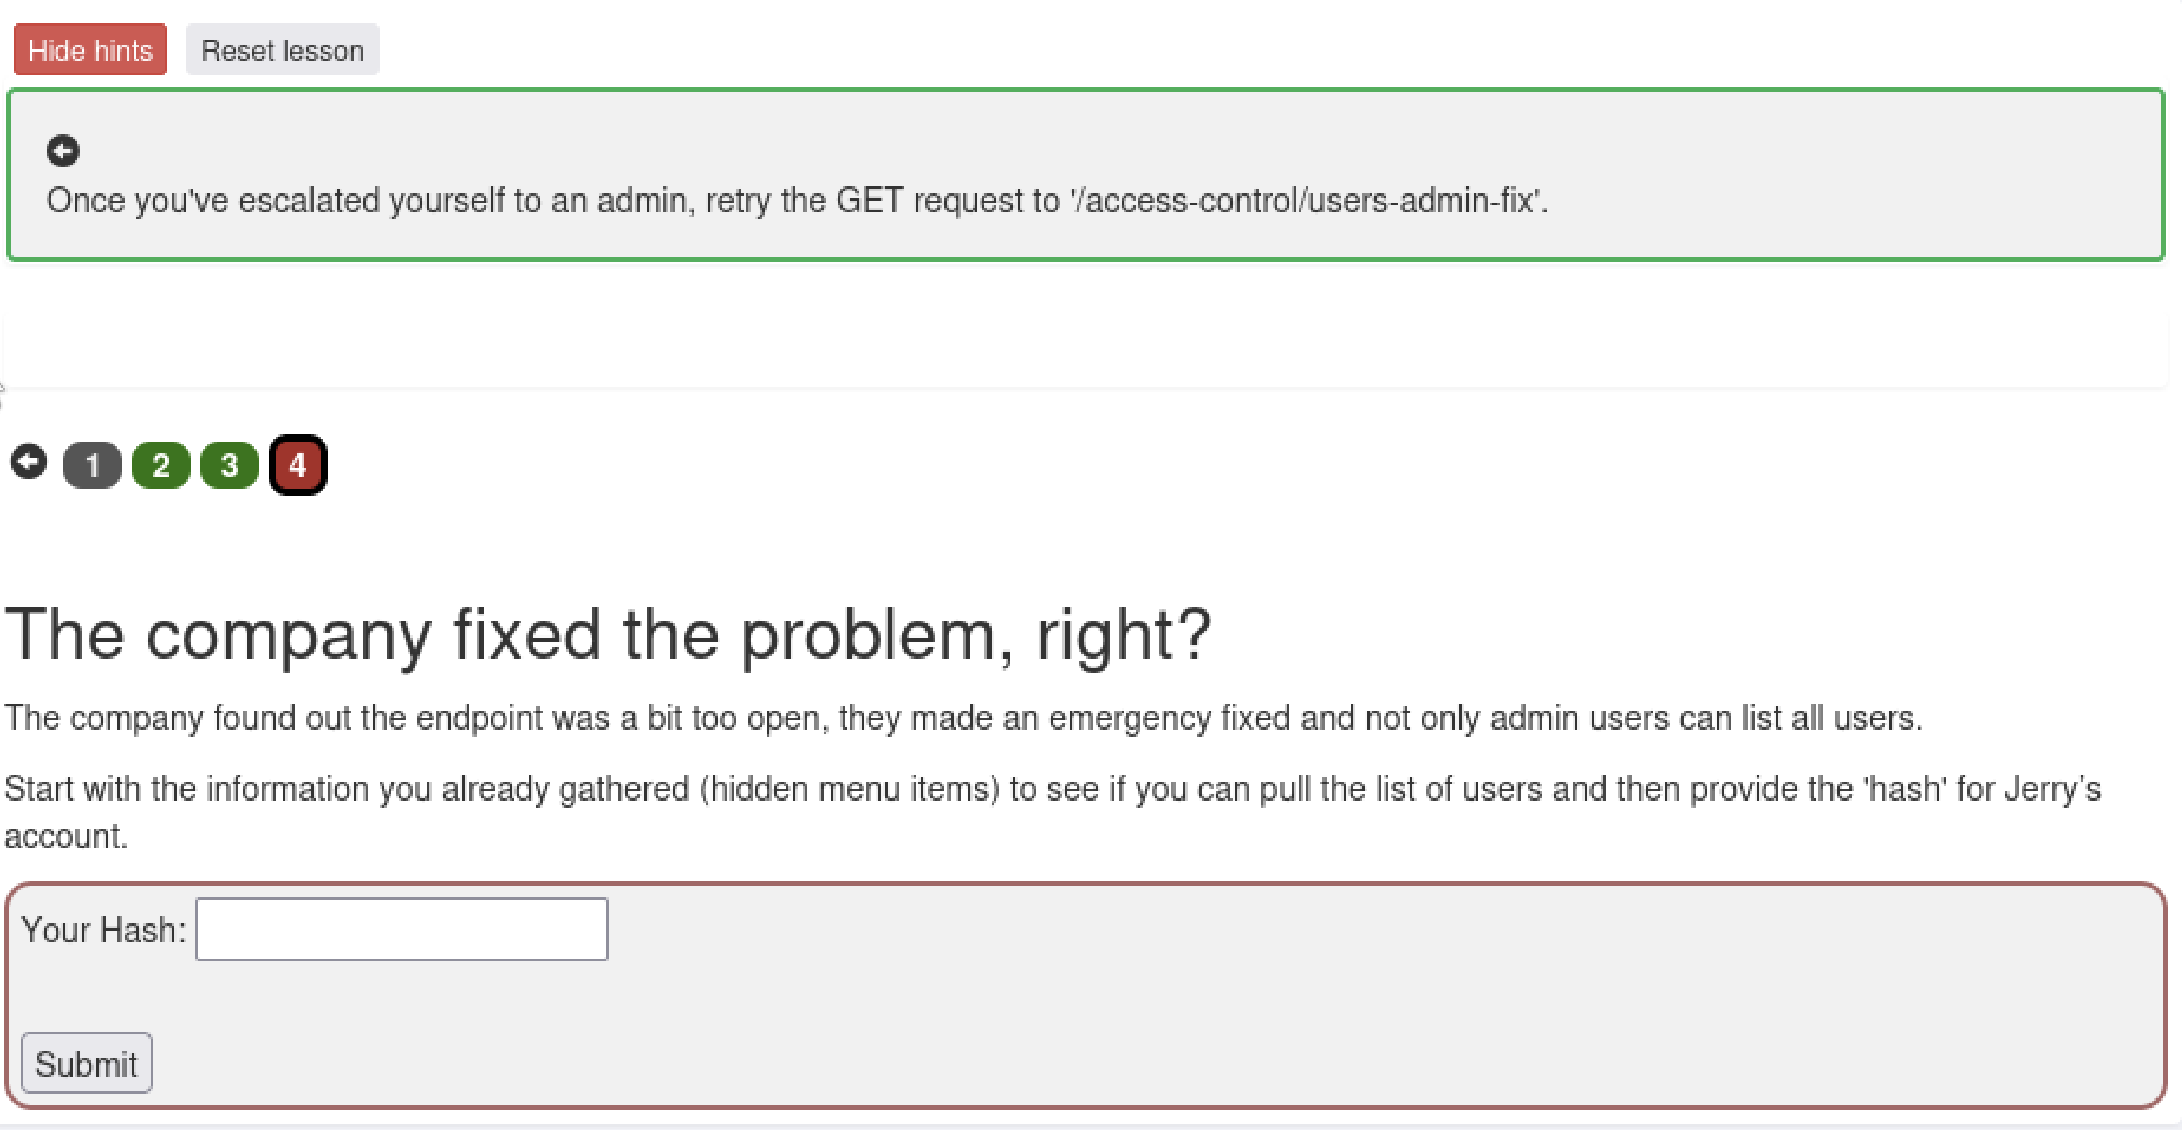 Hide hints Reset lesson
Once you've escalated yourself to an admin, retry the GET request to '/access-control/users-admin-fix'.
1 2 3 4
The company fixed the problem, right?
The company found out the endpoint was a bit too open, they made an emergency fixed and not only admin users can list all users.
Start with the information you already gathered (hidden menu items) to see if you can pull the list of users and then provide the 'hash' for Jerry's
account.
Your Hash:
Submit